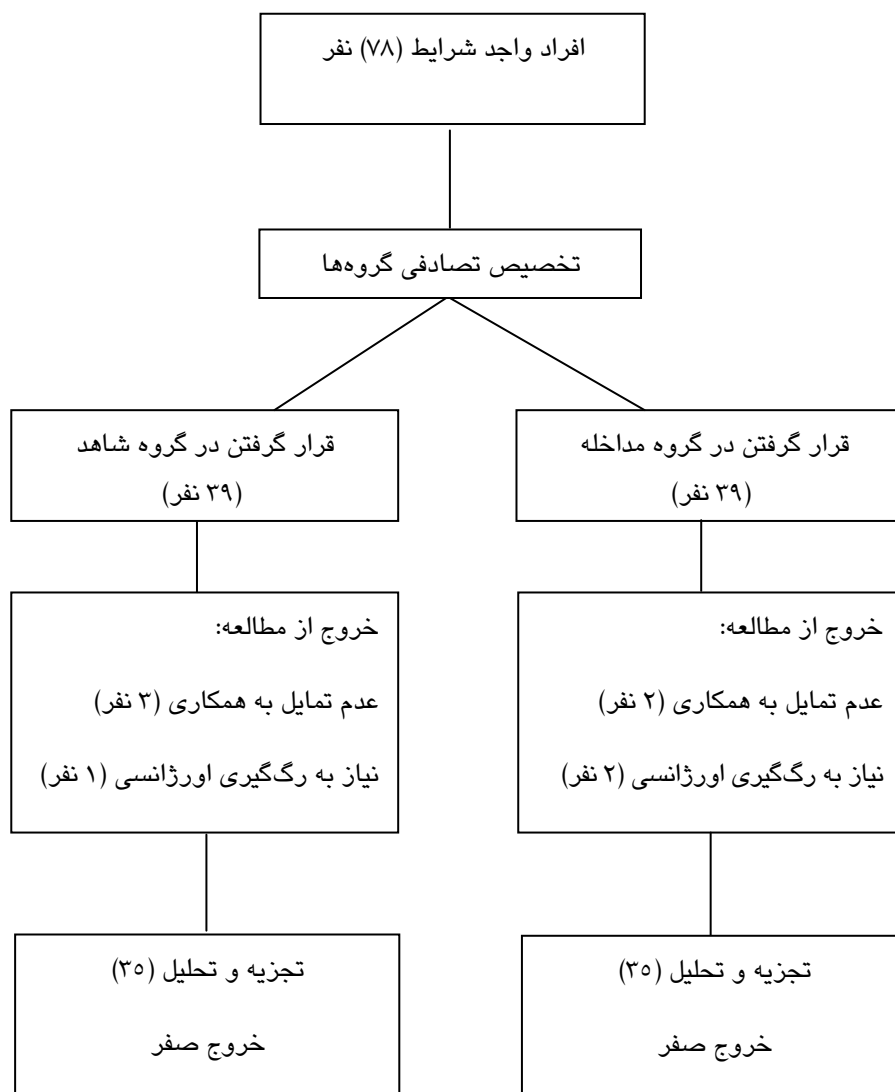 افراد واجد شرایط (۷۸) نفر
تخصیص تصادفی گروه‌ها
قرار گرفتن در گروه مداخله
(۳۹ نفر)
قرار گرفتن در گروه شاهد
(۳۹ نفر)
خروج از مطالعه:
عدم تمایل به همکاری (۲ نفر)
نیاز به رگ‌گیری اورژانسی (۲ نفر)
خروج از مطالعه:
عدم تمایل به همکاری (۳ نفر)
نیاز به رگ‌گیری اورژانسی (۱ نفر)
تجزیه و تحلیل (۳۵)
خروج صفر
تجزیه و تحلیل (۳۵)
خروج صفر